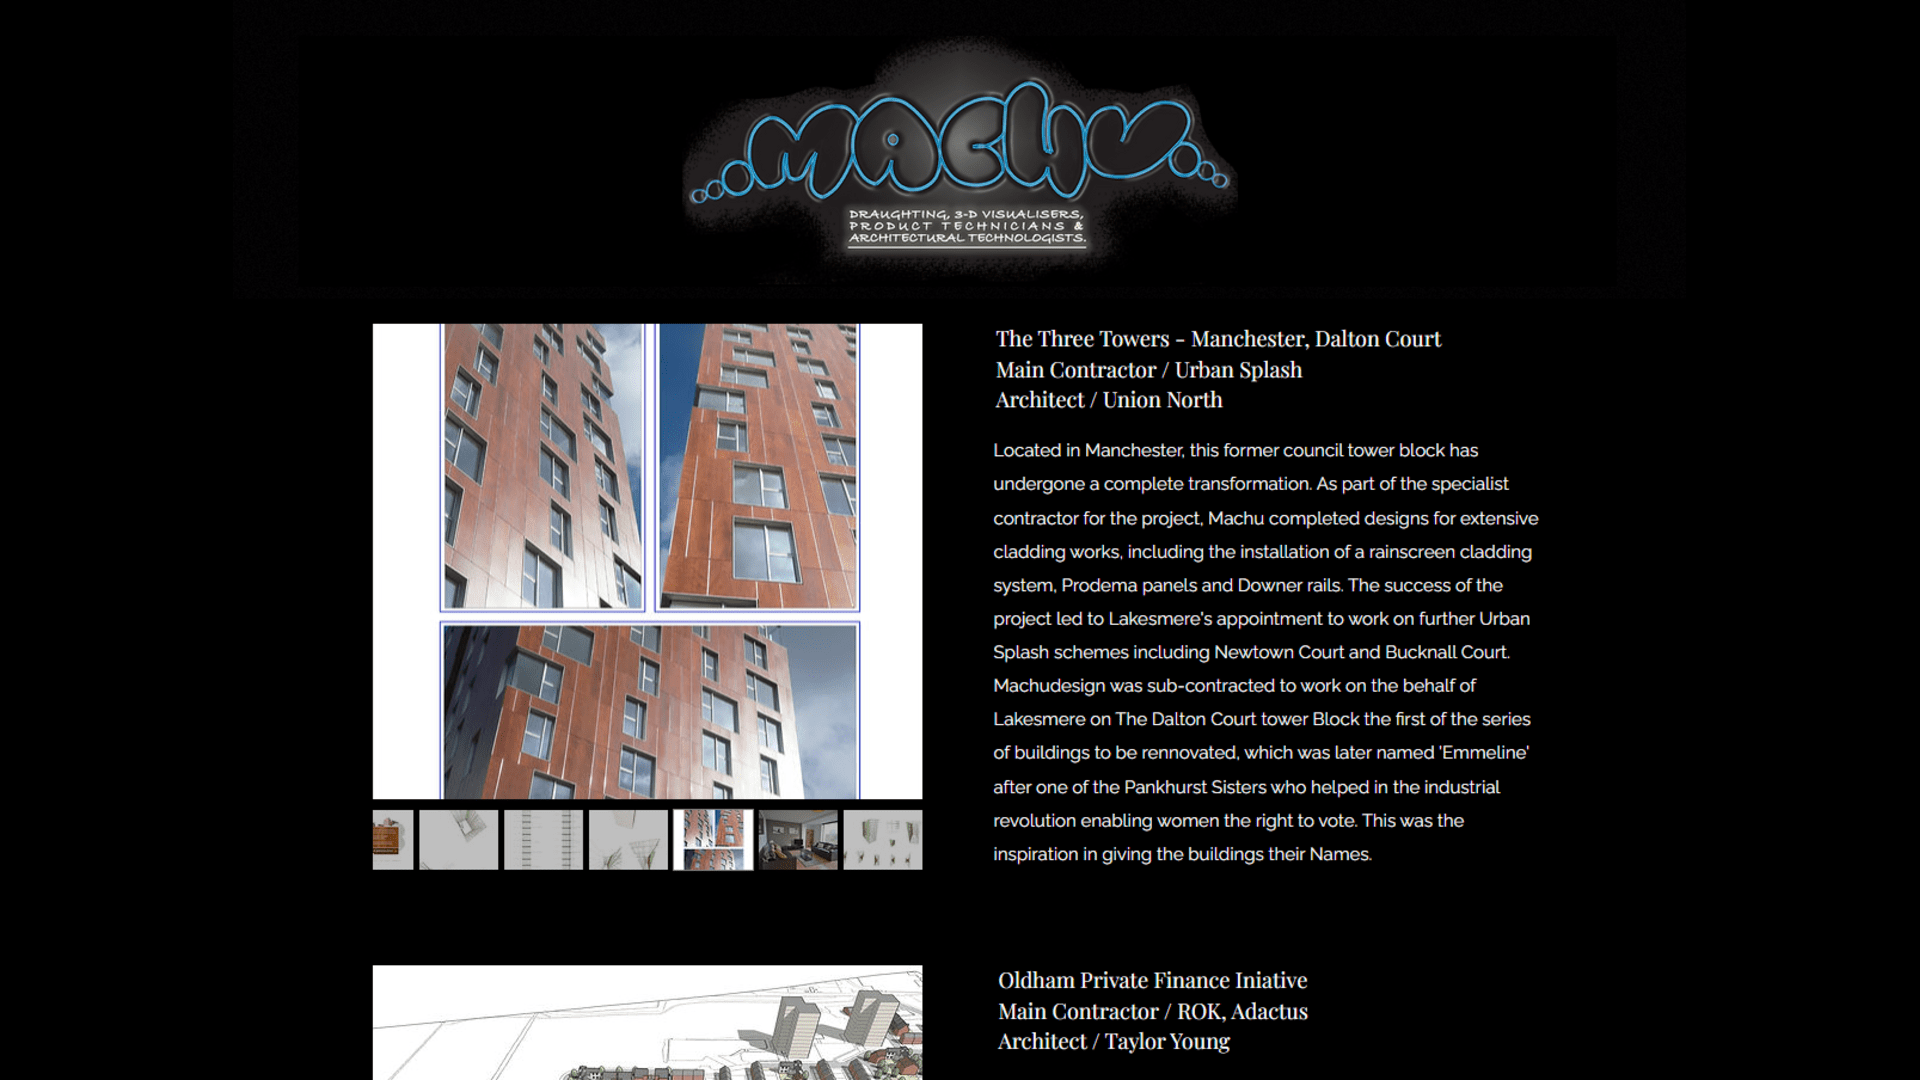 MACHU
DRAUGHTING, 3-D VISUALISERS,
PRODUCT TECHNICIANS &
ARCHITECTURAL TECHNOLOGISTS.
The Three Towers - Manchester, Dalton Court
Main Contractor / Urban Splash
Architect / Union North
Located in Manchester, this former council tower block has
undergone a complete transformation. As part of the specialist
contractor for the project, Machu completed designs for extensive
cladding works, including the installation of a rainscreen cladding
system, Prodema panels and Downer rails. The success of the
project led to Lakesmere's appointment to work on further Urban
Splash schemes including Newtown Court and Bucknall Court.
Machudesign was sub-contracted to work on the behalf of
Lakesmere on The Dalton Court tower Block the first of the series
of buildings to be rennovated, which was later named 'Emmeline'
after one of the Pankhurst Sisters who helped in the industrial
revolution enabling women the right to vote. This was the
inspiration in giving the buildings their Names.
Oldham Private Finance Iniative
Main Contractor / ROK, Adactus
Architect / Taylor Young